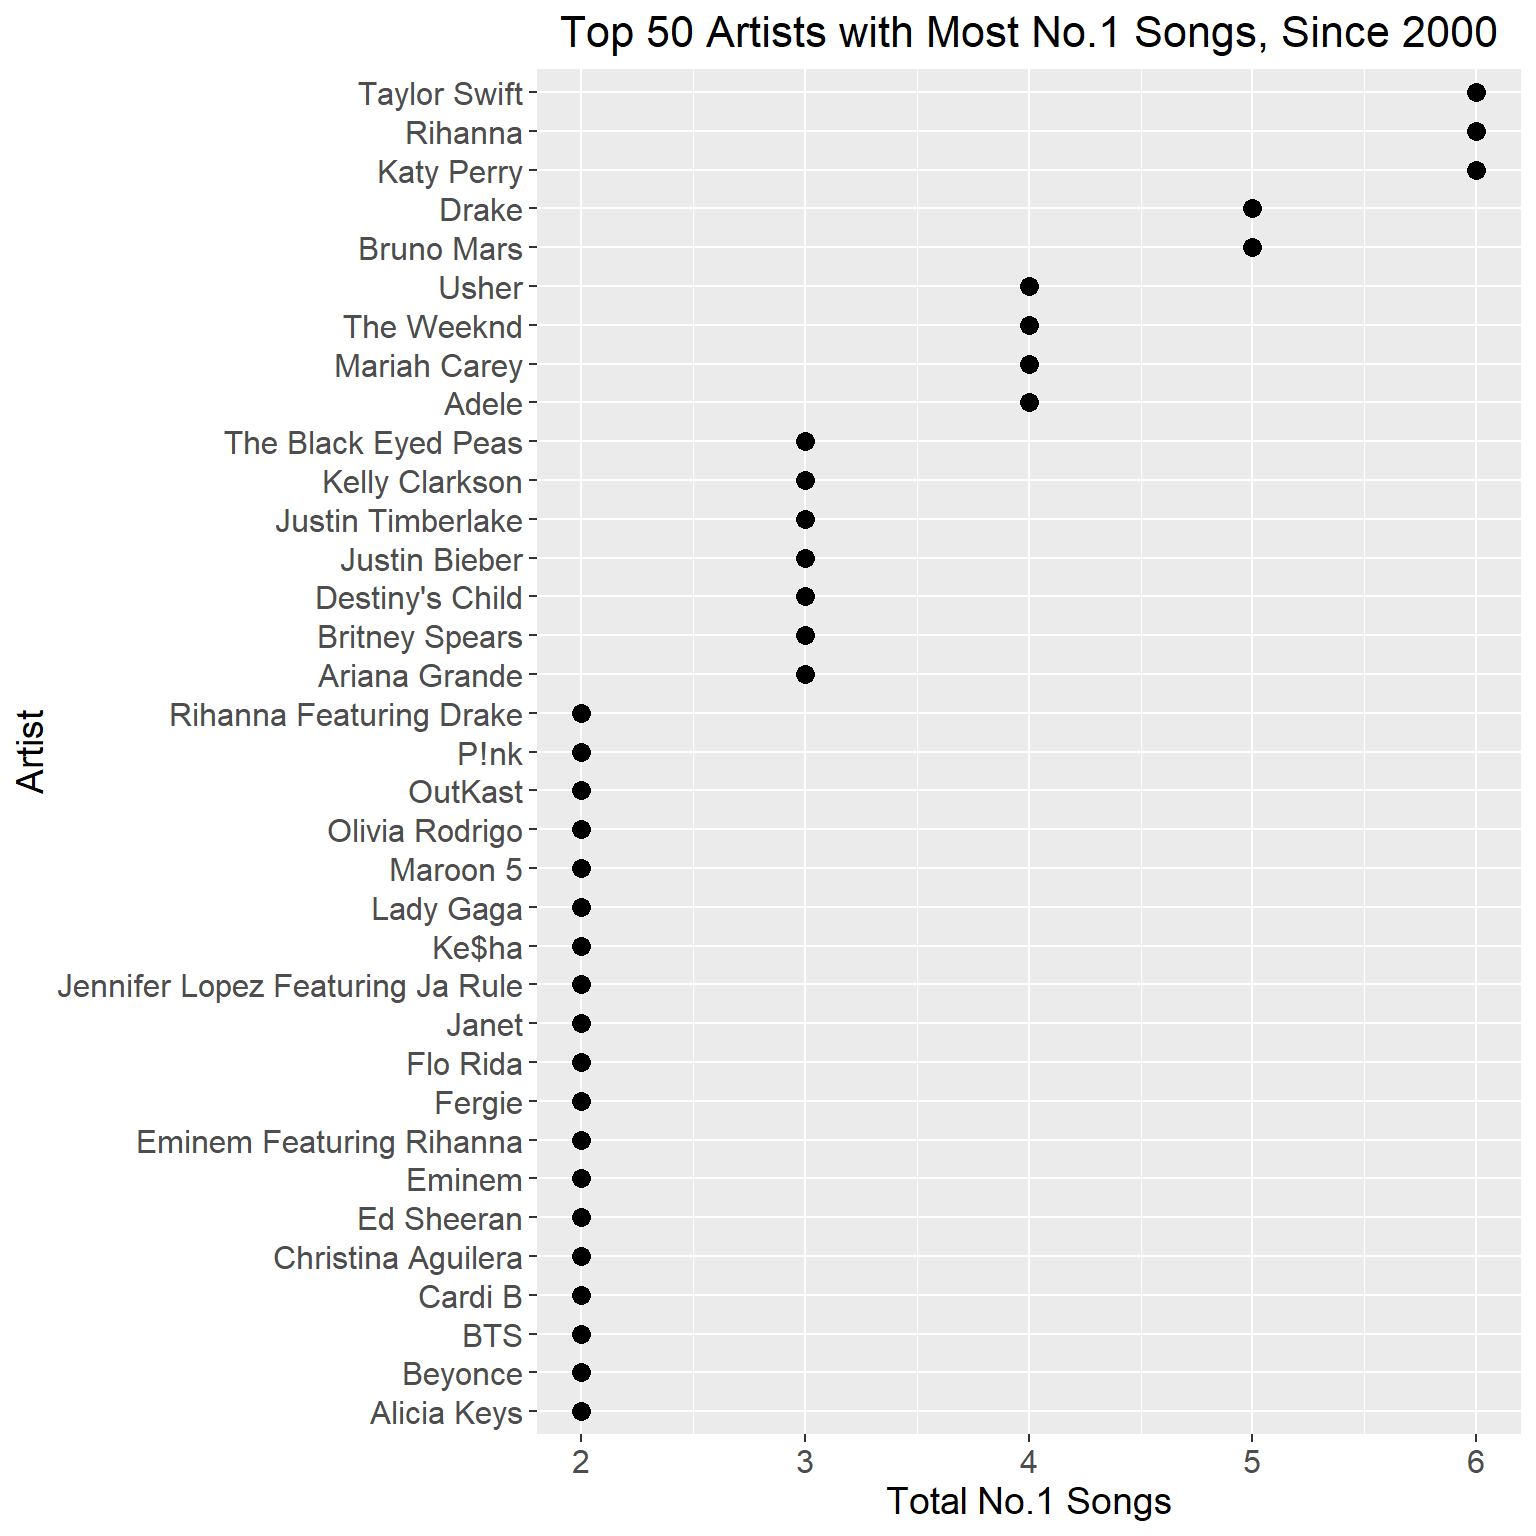 Top 50 Artists with Most No.1 Songs, Since 2000
Artist
Taylor Swift
Rihanna
Katy Perry
Drake
Bruno Mars
Usher
The Weeknd
Mariah Carey
Adele
The Black Eyed Peas
Kelly Clarkson
Justin Timberlake
Justin Bieber
Destiny's Child
Britney Spears
Ariana Grande
Rihanna Featuring Drake
P!nk
OutKast
Olivia Rodrigo
Maroon 5
Lady Gaga
Ke$ha
Jennifer Lopez Featuring Ja Rule
Janet
Flo Rida
Fergie
Eminem Featuring Rihanna
Eminem
Ed Sheeran
Christina Aguilera
Cardi B
BTS
Beyonce
Alicia Keys
2 3 4 5 6
Total No.1 Songs